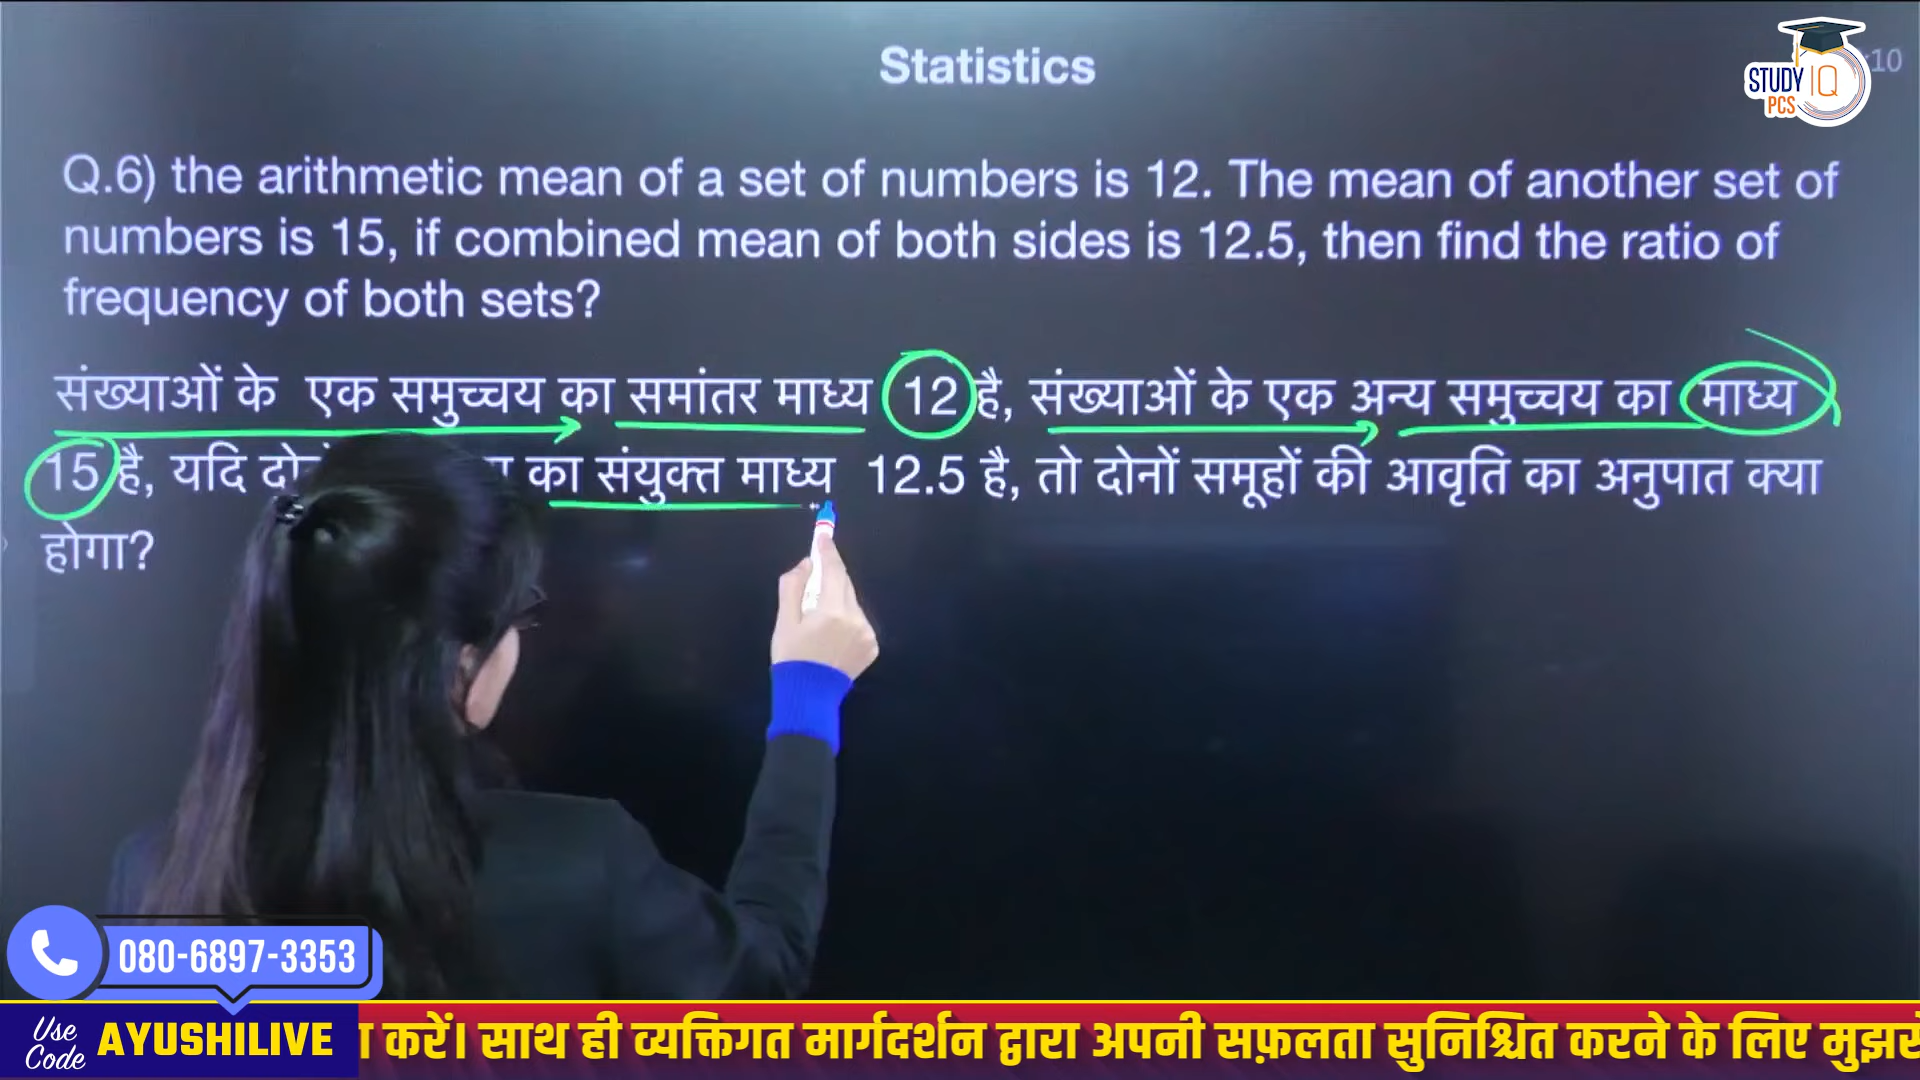 Statistics
:10
STUDY IQ
PCS
Q.6) the arithmetic mean of a set of numbers is 12. The mean of another set of
numbers is 15, if combined mean of both sides is 12.5, then find the ratio of
frequency of both sets?
संख्याओं के एक समुच्चय का समांतर माध्य 12 है, संख्याओं के एक अन्य समुच्चय का माध्य
15 है, यदि का संयुक्त माध्य 12.5 है, तो दोनों समूहों की आवृति का अनुपात क्या
होगा?
080-6897-3353
Use Code AYUSHILIVE
करें। साथ ही व्यक्तिगत मार्गदर्शन द्वारा अपनी सफ़लता सुनिश्चित करने के लिए